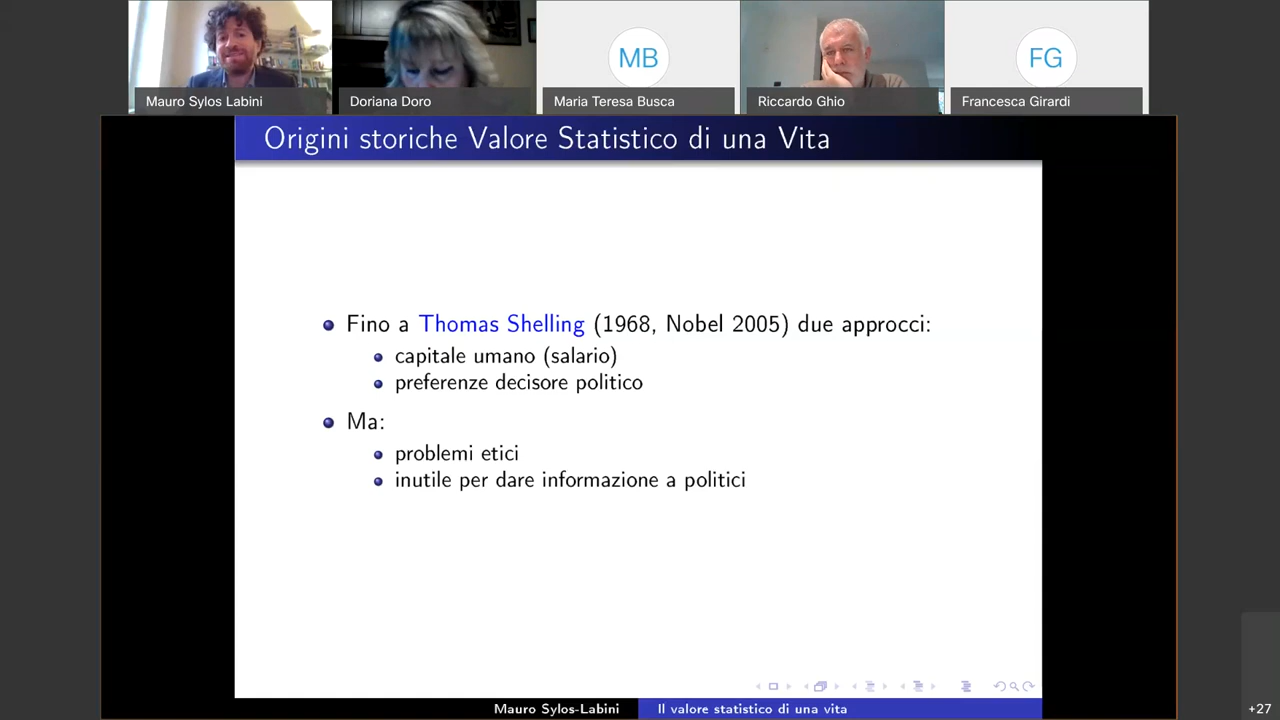 MB
FG
Mauro Sylos Labini
Doriana Doro
Maria Teresa Busca
Riccardo Ghio
Francesca Girardi
Origini storiche Valore Statistico di una Vita
Fino a Thomas Shelling (1968, Nobel 2005) due approcci:
capitale umano (salario)
preferenze decisore politico
Ma:
problemi etici
inutile per dare informazione a politici
Mauro Sylos-Labini
Il valore statistico di una vita
+27